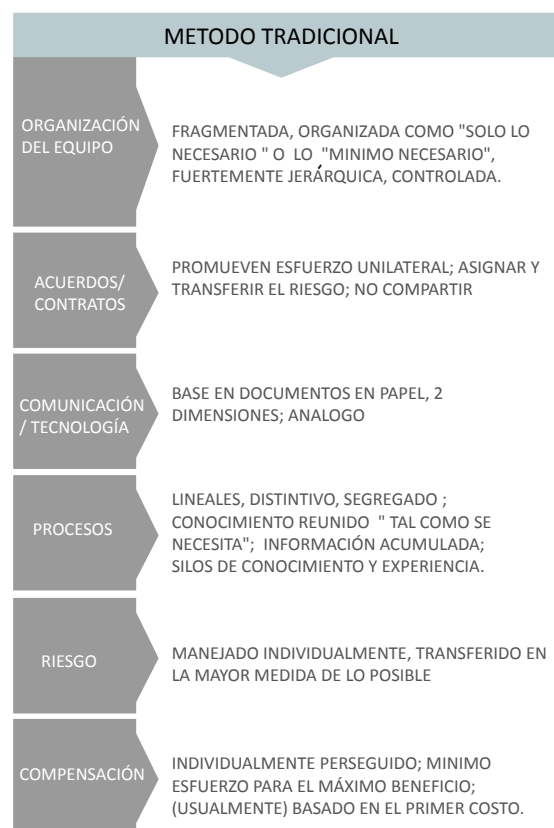 METODO TRADICIONAL
ORGANIZACIÓN
DEL EQUIPO
FRAGMENTADA, ORGANIZADA COMO "SOLO LO
NECESARIO " O LO "MINIMO NECESARIO",
FUERTEMENTE JERÁRQUICA, CONTROLADA.
ACUERDOS/
CONTRATOS
PROMUEVEN ESFUERZO UNILATERAL; ASIGNAR Y
TRANSFERIR EL RIESGO; NO COMPARTIR
COMUNICACIÓN
/ TECNOLOGÍA
BASE EN DOCUMENTOS EN PAPEL, 2
DIMENSIONES; ANALOGO
PROCESOS
LINEALES, DISTINTIVO, SEGREGADO ;
CONOCIMIENTO REUNIDO " TAL COMO SE
NECESITA"; INFORMACIÓN ACUMULADA;
SILOS DE CONOCIMIENTO Y EXPERIENCIA.
RIESGO
MANEJADO INDIVIDUALMENTE, TRANSFERIDO EN
LA MAYOR MEDIDA DE LO POSIBLE
COMPENSACIÓN
INDIVIDUALMENTE PERSEGUIDO; MINIMO
ESFUERZO PARA EL MÁXIMO BENEFICIO;
(USUALMENTE) BASADO EN EL PRIMER COSTO.